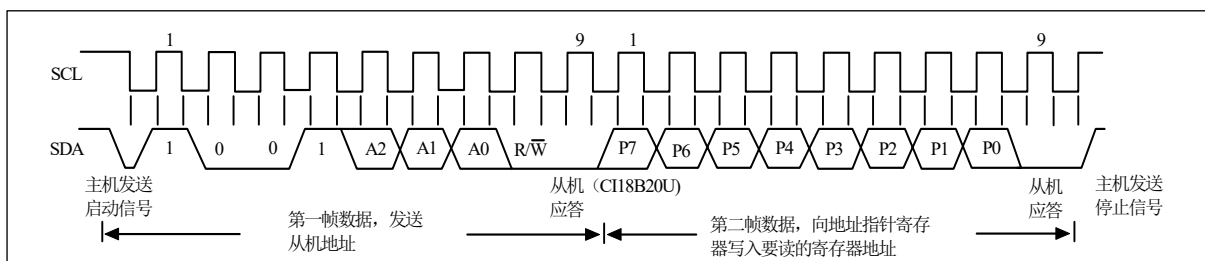 1 9 1 9
SCL
SDA 1 0 0 1 A2 A1 A0 R/W̅ P7 P6 P5 P4 P3 P2 P1 P0
主机发送
启动信号
第一帧数据，发送
从机地址
从机（CI18B20U)
应答
第二帧数据，向地址指针寄存
器写入要读的寄存器地址
从机
应答
主机发送
停止信号